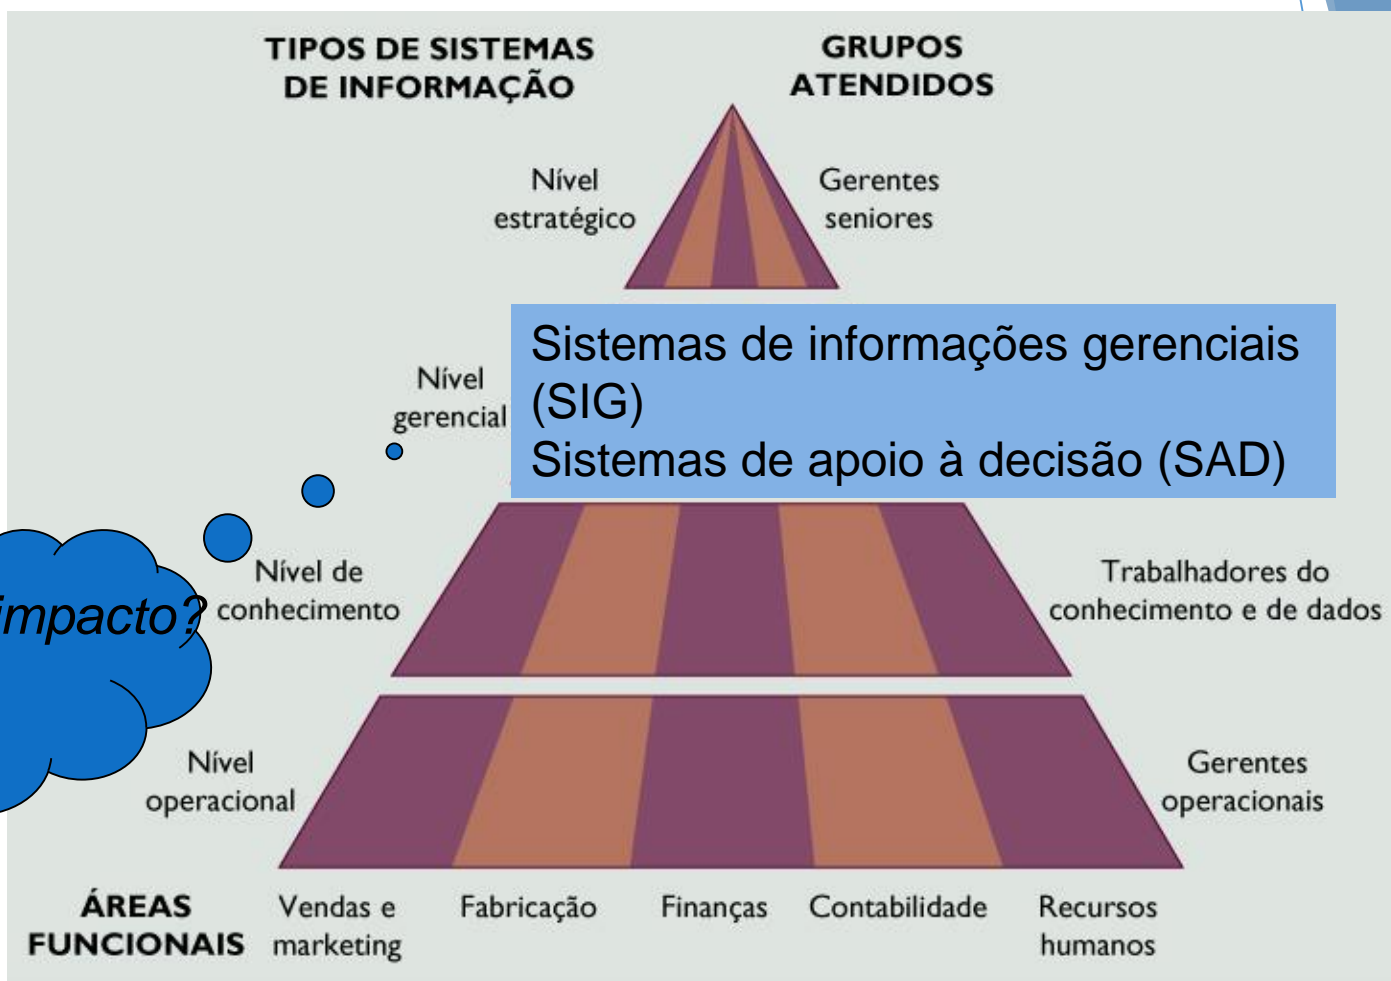 TIPOS DE SISTEMAS
DE INFORMAÇÃO
GRUPOS
ATENDIDOS
Nível
estratégico
Gerentes
seniores
Nível
gerencial
Sistemas de informações gerenciais
(SIG)
Sistemas de apoio à decisão (SAD)
impacto?
Nível de
conhecimento
Trabalhadores do
conhecimento e de dados
Nível
operacional
Gerentes
operacionais
ÁREAS
FUNCIONAIS
Vendas e
marketing
Fabricação
Finanças
Contabilidade
Recursos
humanos